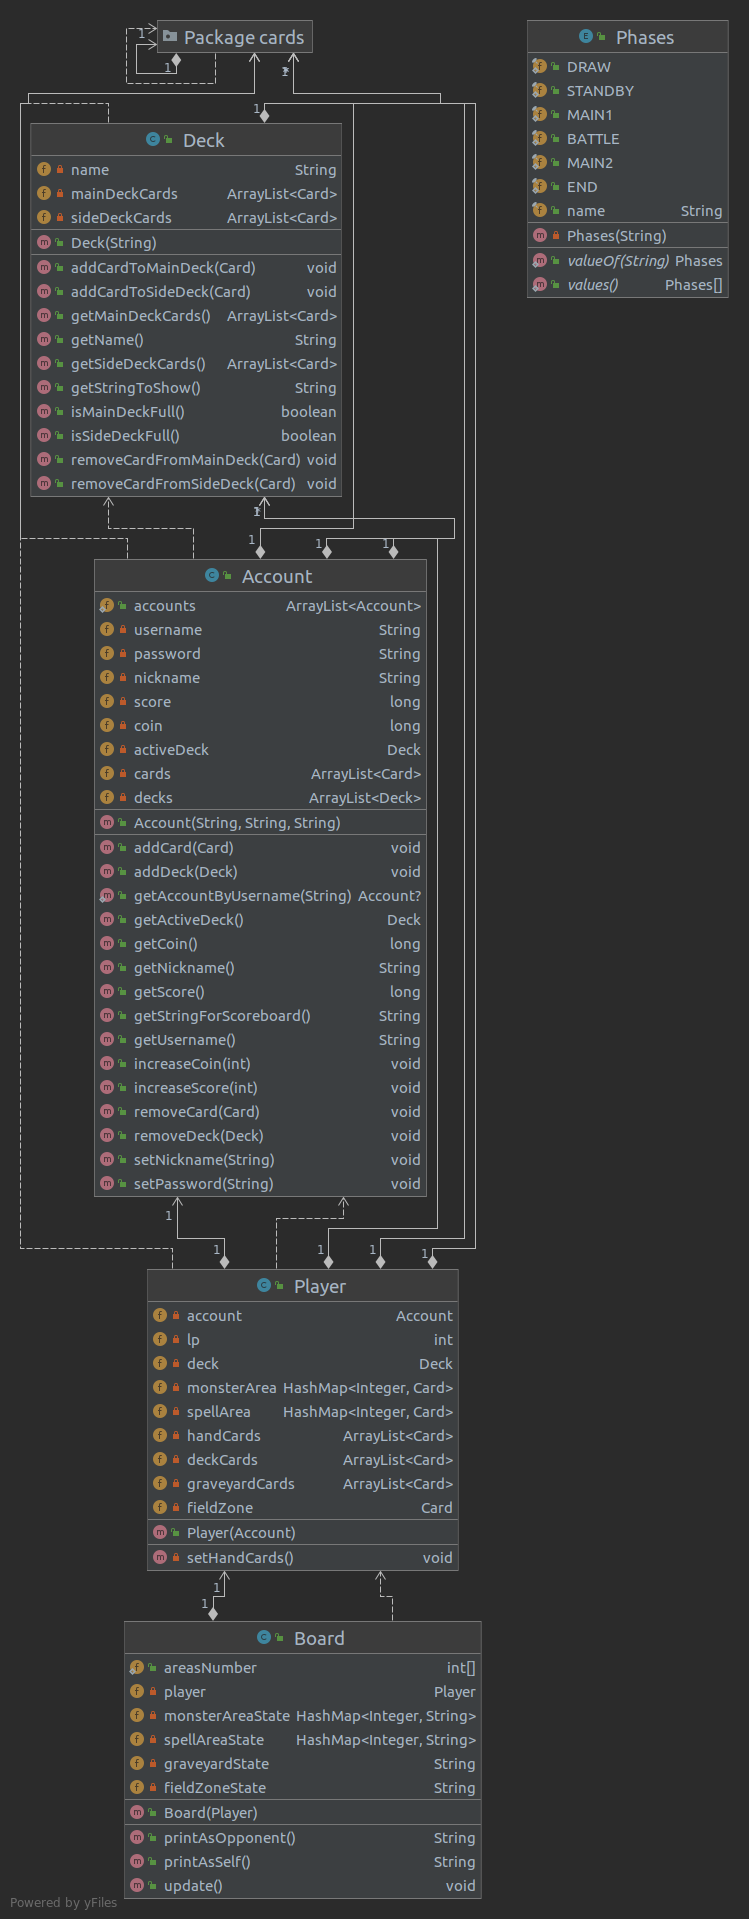 Package cards
1
1
1
*
1
Deck
name String
mainDeckCards ArrayList<Card>
sideDeckCards ArrayList<Card>
Deck(String)
addCardToMainDeck(Card) void
addCardToSideDeck(Card) void
getMainDeckCards() ArrayList<Card>
getName() String
getSideDeckCards() ArrayList<Card>
getStringToShow() String
isMainDeckFull() boolean
isSideDeckFull() boolean
removeCardFromMainDeck(Card) void
removeCardFromSideDeck(Card) void
1
*
1
1
1
Account
accounts ArrayList<Account>
username String
password String
nickname String
score long
coin long
activeDeck Deck
cards ArrayList<Card>
decks ArrayList<Deck>
Account(String, String, String)
addCard(Card) void
addDeck(Deck) void
getAccountByUsername(String) Account?
getActiveDeck() Deck
getCoin() long
getNickname() String
getScore() long
getStringForScoreboard() String
getUsername() String
increaseCoin(int) void
increaseScore(int) void
removeCard(Card) void
removeDeck(Deck) void
setNickname(String) void
setPassword(String) void
1
1
1
1
1
Player
account Account
lp int
deck Deck
monsterArea HashMap<Integer, Card>
spellArea HashMap<Integer, Card>
handCards ArrayList<Card>
deckCards ArrayList<Card>
graveyardCards ArrayList<Card>
fieldZone Card
Player(Account)
setHandCards() void
1
1
Board
areasNumber int[]
player Player
monsterAreaState HashMap<Integer, String>
spellAreaState HashMap<Integer, String>
graveyardState String
fieldZoneState String
Board(Player)
printAsOpponent() String
printAsSelf() String
update() void
Phases
DRAW
STANDBY
MAIN1
BATTLE
MAIN2
END
name String
Phases(String)
valueOf(String) Phases
values() Phases[]
Powered by yFiles